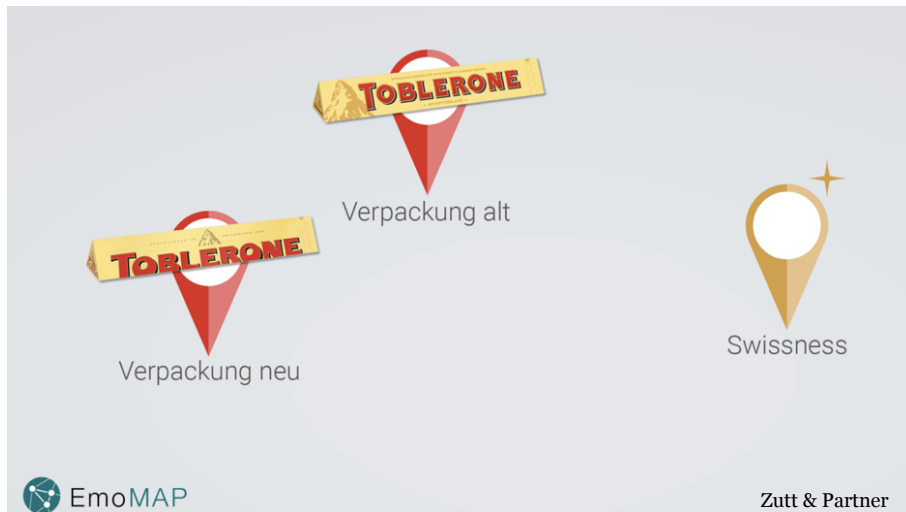 TOBLERONE
Verpackung alt
TOBLERONE
Verpackung neu
Swissness
EmoMAP
Zutt & Partner